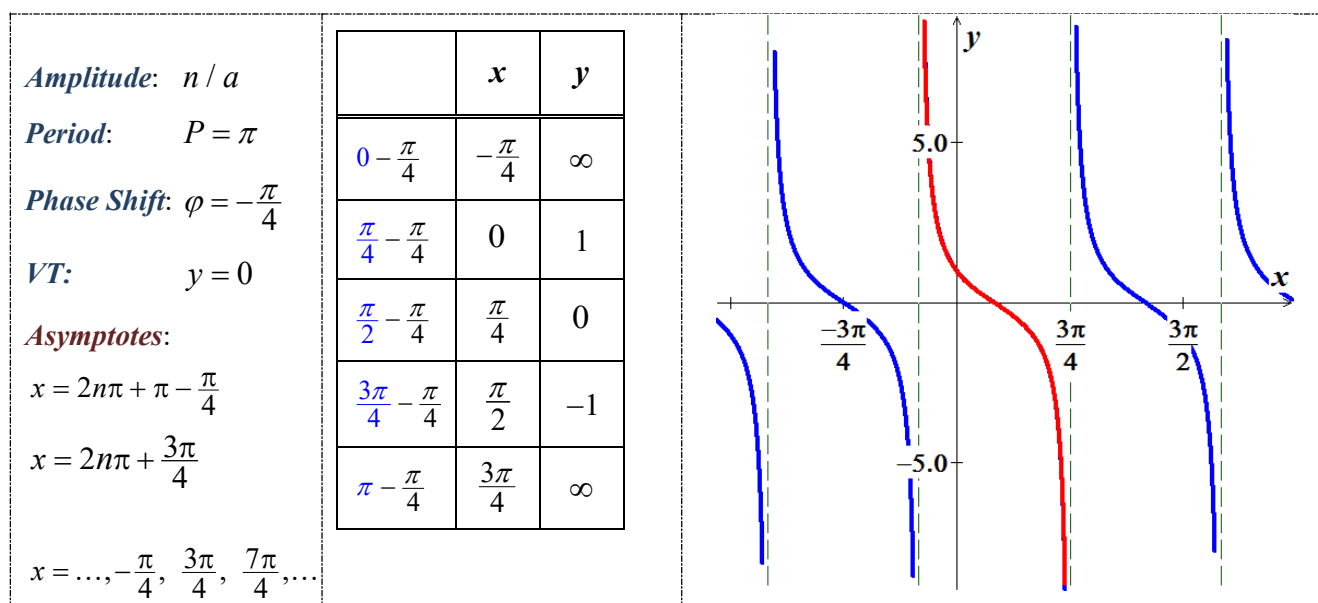 Amplitude: n / a
Period: P = π
Phase Shift: φ = −π/4
VT: y = 0
Asymptotes:
x = 2nπ + π − π/4
x = 2nπ + 3π/4
x = …, −π/4, 3π/4, 7π/4, …
x y
0 − π/4 −π/4 ∞
π/4 − π/4 0 1
π/2 − π/4 π/4 0
3π/4 − π/4 π/2 −1
π − π/4 3π/4 ∞
y
5.0
x
−3π/4 3π/4 3π/2
−5.0